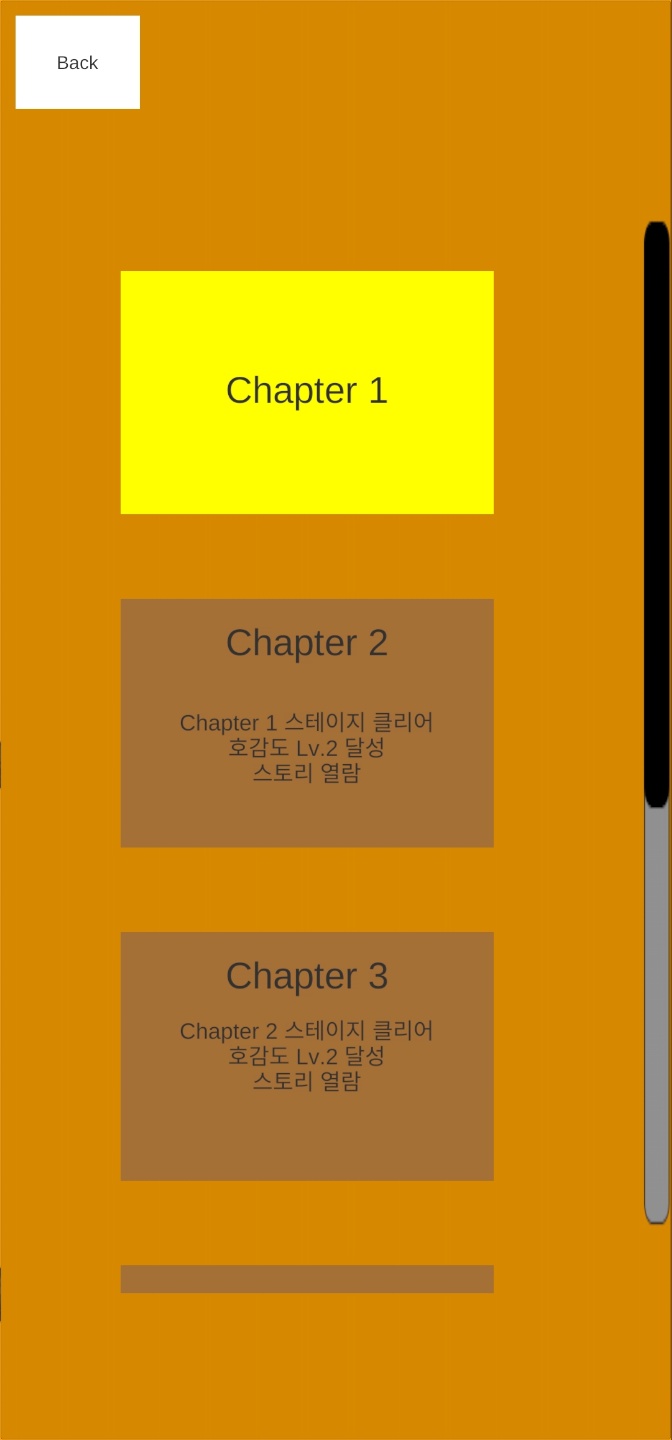 Back
Chapter 1
Chapter 2
Chapter 1 스테이지 클리어
호감도 Lv.2 달성
스토리 열람
Chapter 3
Chapter 2 스테이지 클리어
호감도 Lv.2 달성
스토리 열람